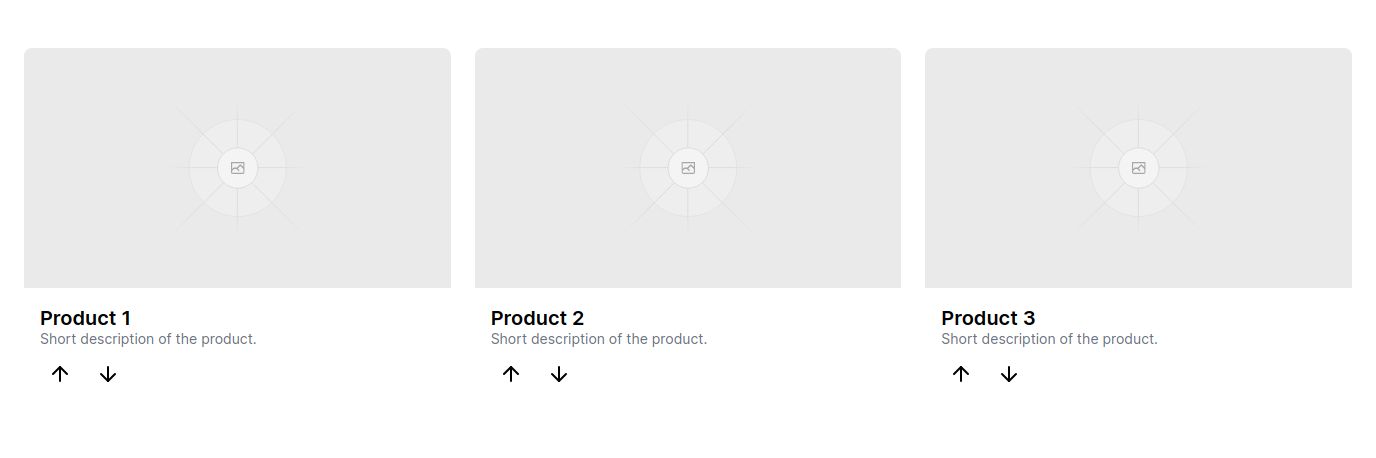 Product 1
Short description of the product.
Product 2
Short description of the product.
Product 3
Short description of the product.